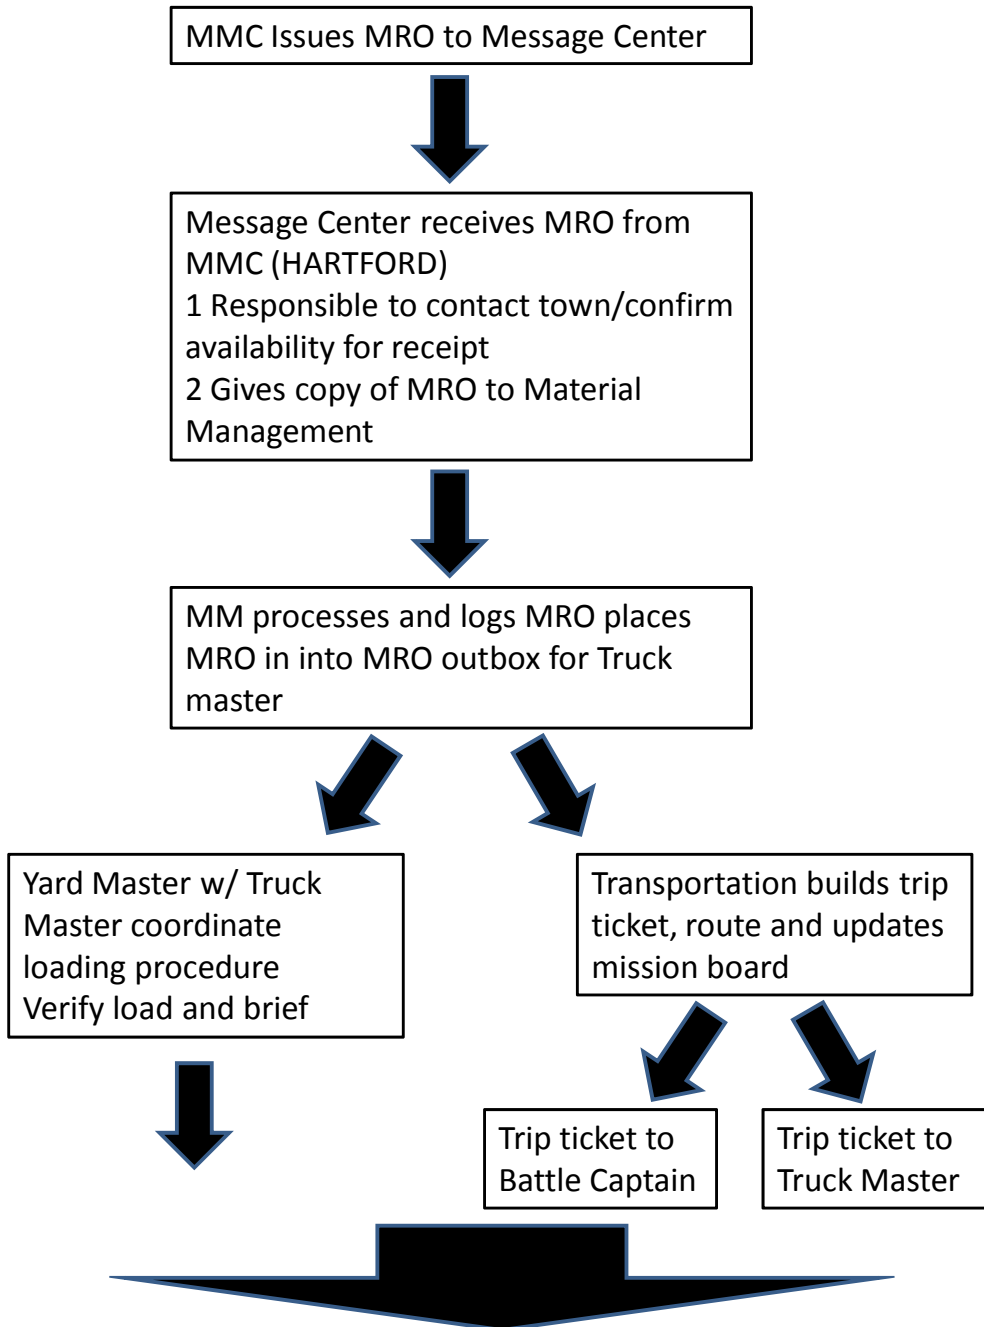 MMC Issues MRO to Message Center
Message Center receives MRO from
MMC (HARTFORD)
1 Responsible to contact town/confirm
availability for receipt
2 Gives copy of MRO to Material
Management
MM processes and logs MRO places
MRO in into MRO outbox for Truck
master
Yard Master w/ Truck
Master coordinate
loading procedure
Verify load and brief
Transportation builds trip
ticket, route and updates
mission board
Trip ticket to
Battle Captain
Trip ticket to
Truck Master